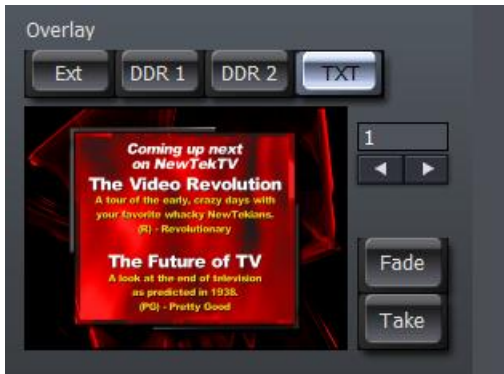 Overlay
Ext DDR 1 DDR 2 TXT
1
Coming up next
on NewTekTV
The Video Revolution
A tour of the early, crazy days with
your favorite whacky NewTekians.
(R) - Revolutionary
The Future of TV
A look at the end of television
as predicted in 1938.
(PG) - Pretty Good
Fade
Take